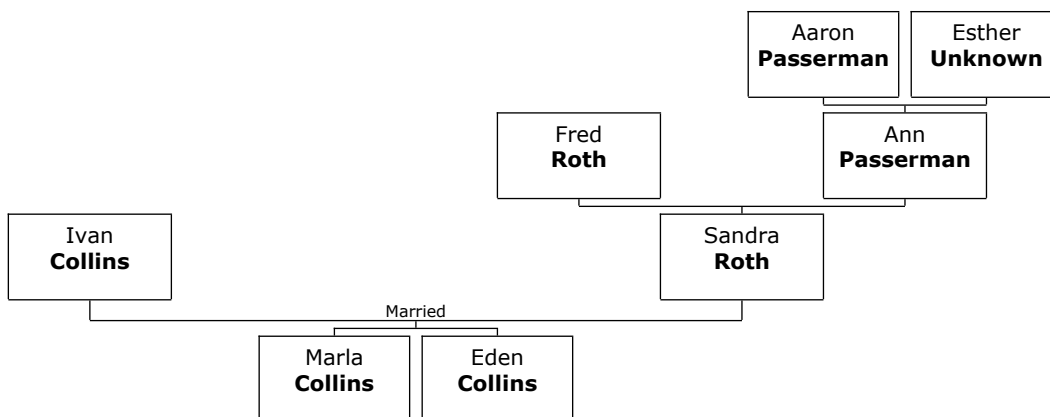 Aaron
Passerman
Esther
Unknown
Fred
Roth
Ann
Passerman
Ivan
Collins
Sandra
Roth
Married
Marla
Collins
Eden
Collins